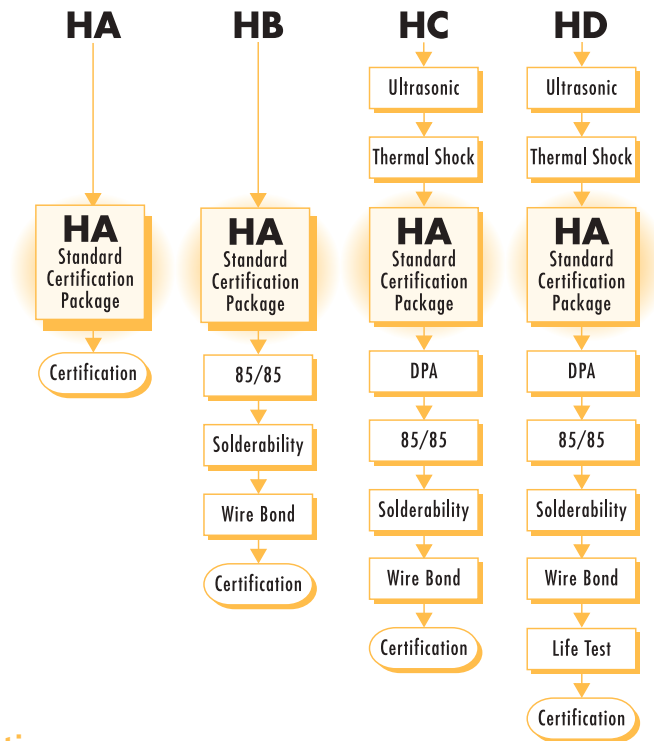 HA
HA
Standard
Certification
Package
Certification
HB
HA
Standard
Certification
Package
85/85
Solderability
Wire Bond
Certification
HC
Ultrasonic
Thermal Shock
HA
Standard
Certification
Package
DPA
85/85
Solderability
Wire Bond
Certification
HD
Ultrasonic
Thermal Shock
HA
Standard
Certification
Package
DPA
85/85
Solderability
Wire Bond
Life Test
Certification